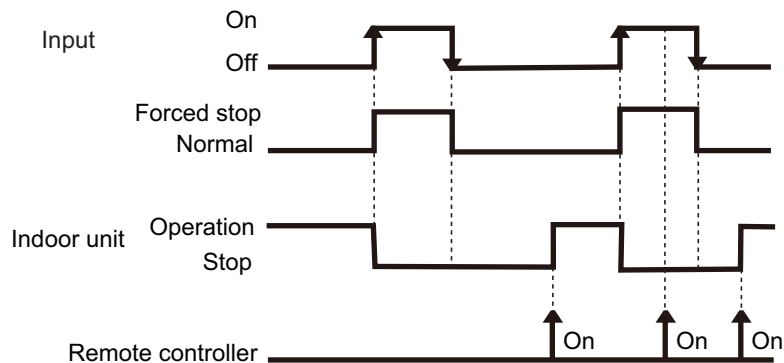 On
Input
Off
Forced stop
Normal
Operation
Indoor unit
Stop
On On On
Remote controller